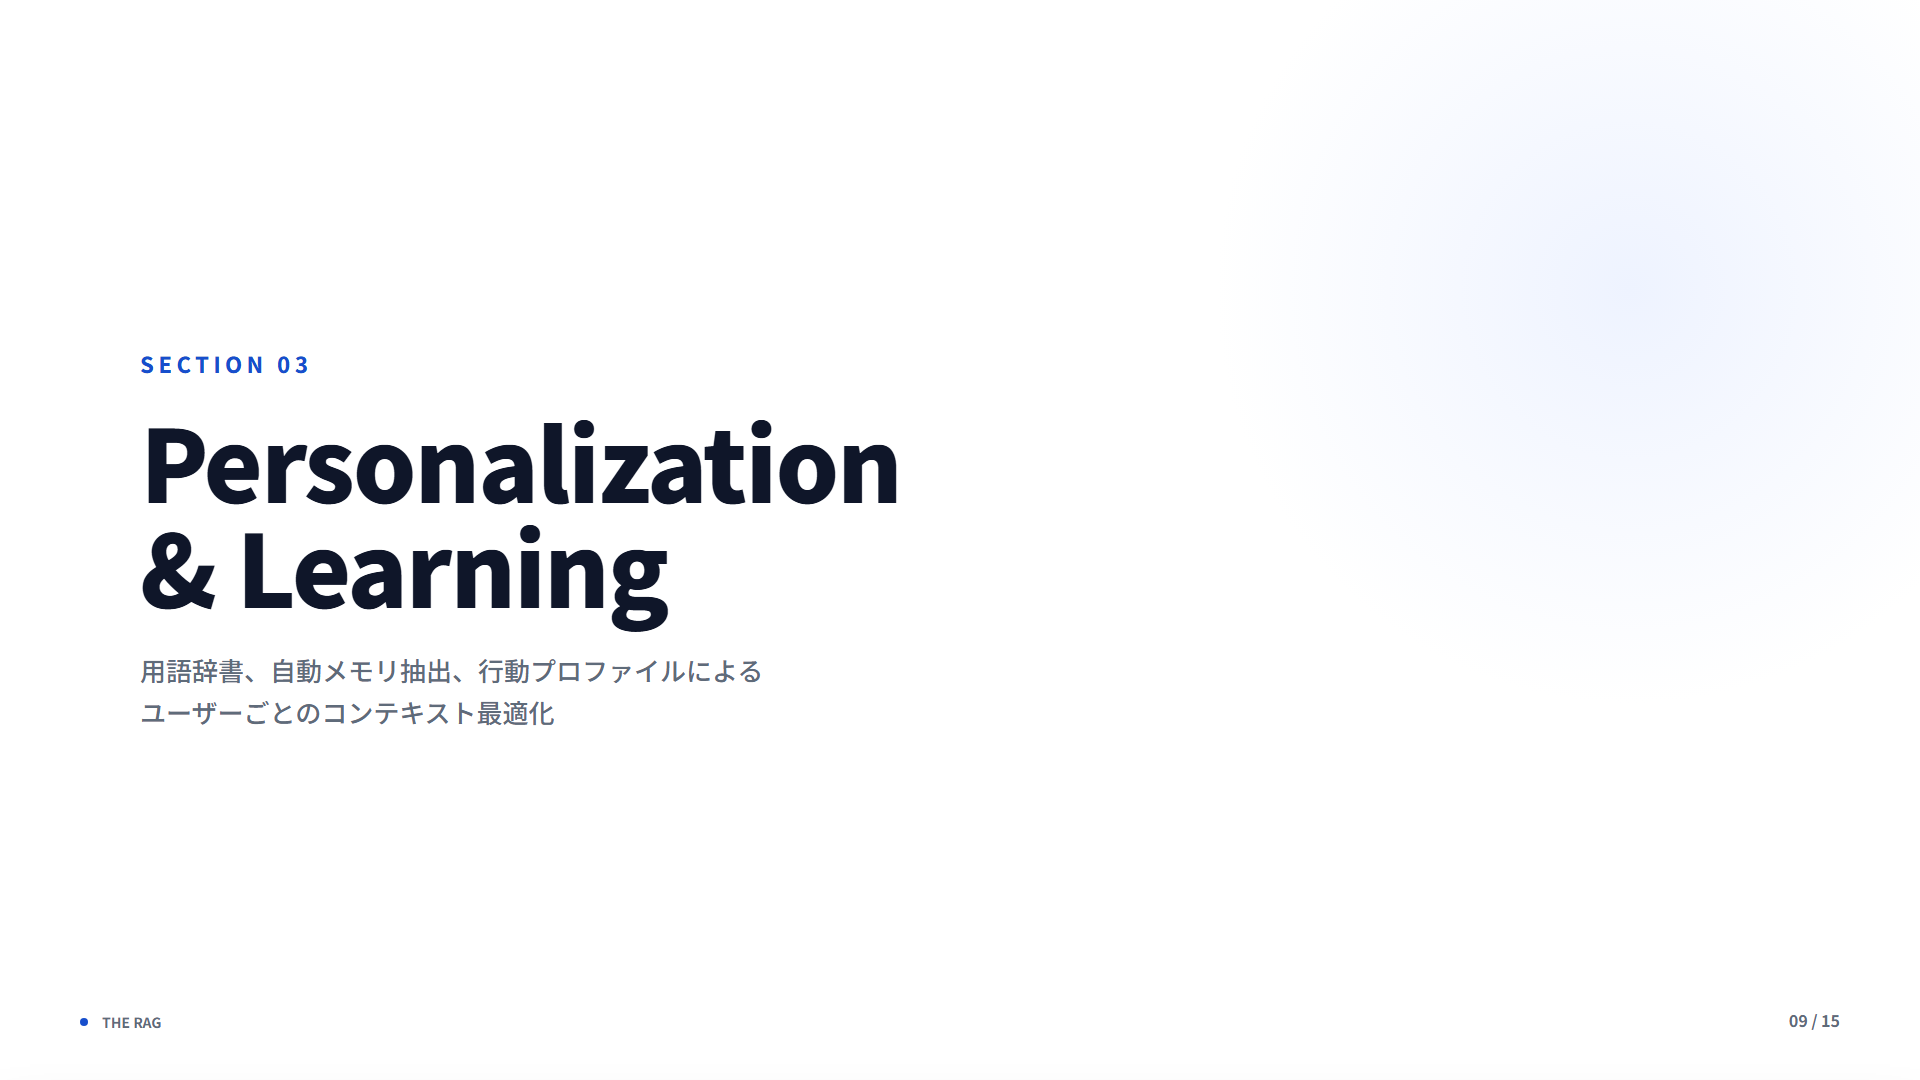 SECTION 03
Personalization
& Learning
用語辞書、自動メモリ抽出、行動プロファイルによる
ユーザーごとのコンテキスト最適化
THE RAG
09 / 15